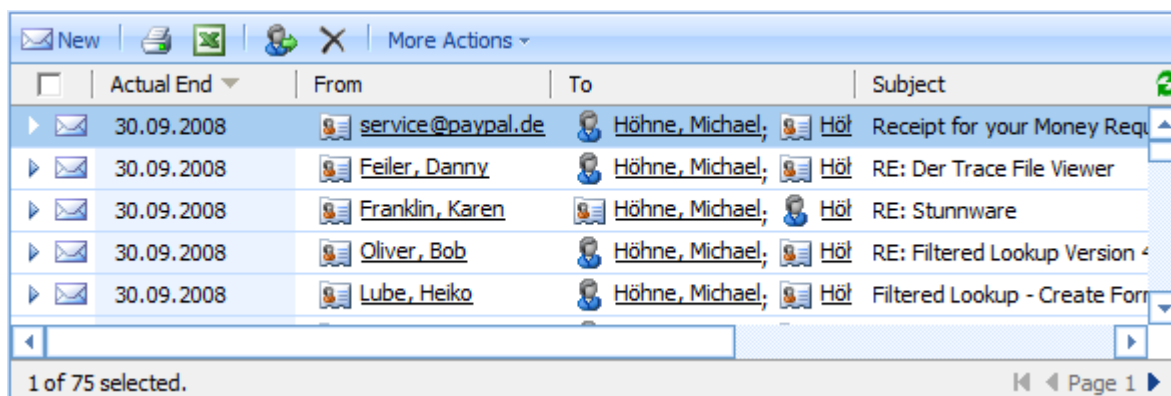 New More Actions
Actual End From To Subject
30.09.2008 service@paypal.de Höhne, Michael; Receipt for your Money
30.09.2008 Feiler, Danny Höhne, Michael; RE: Der Trace File Viewer
30.09.2008 Franklin, Karen Höhne, Michael; RE: Stunnware
30.09.2008 Oliver, Bob Höhne, Michael; RE: Filtered Lookup Version
30.09.2008 Lube, Heiko Höhne, Michael; Filtered Lookup - Create
1 of 75 selected. Page 1